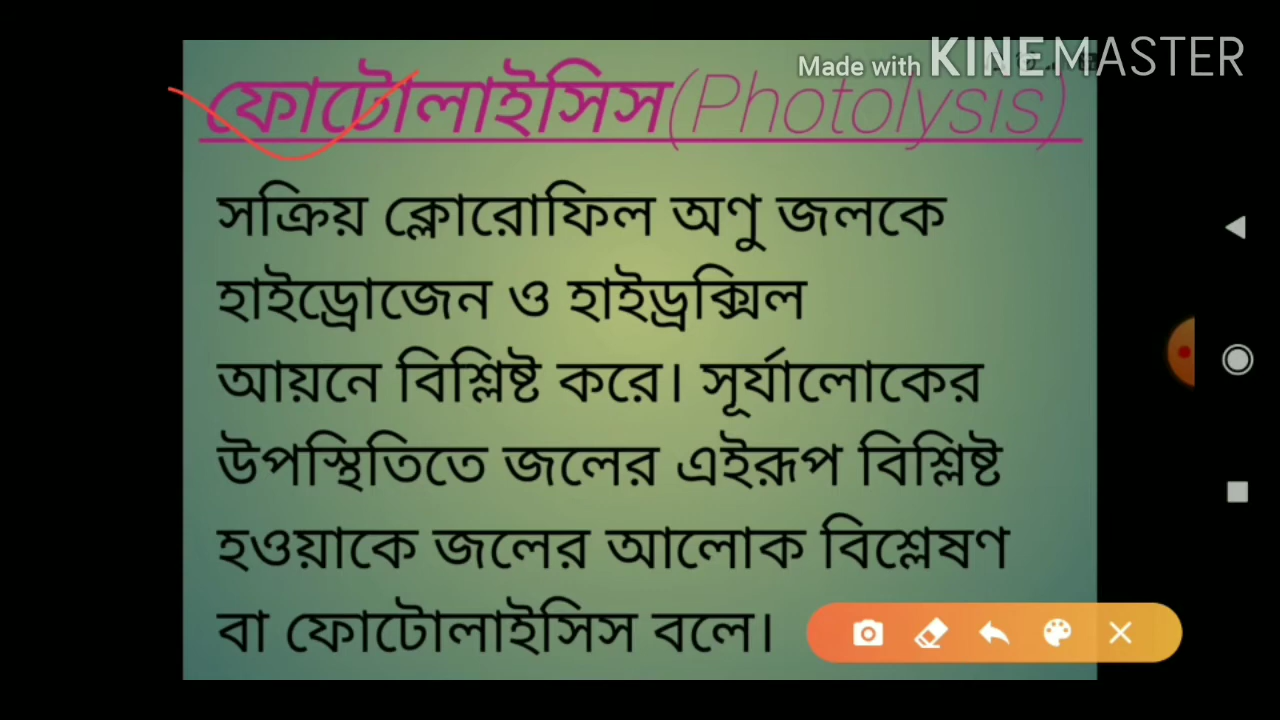 Made with KINEMASTER
ফোটোলাইসিস(Photolysis)
সক্রিয় ক্লোরোফিল অণু জলকে
হাইড্রোজেন ও হাইড্রক্সিল
আয়নে বিশ্লিষ্ট করে। সূর্যালোকের
উপস্থিতিতে জলের এইরূপ বিশ্লিষ্ট
হওয়াকে জলের আলোক বিশ্লেষণ
বা ফোটোলাইসিস বলে।